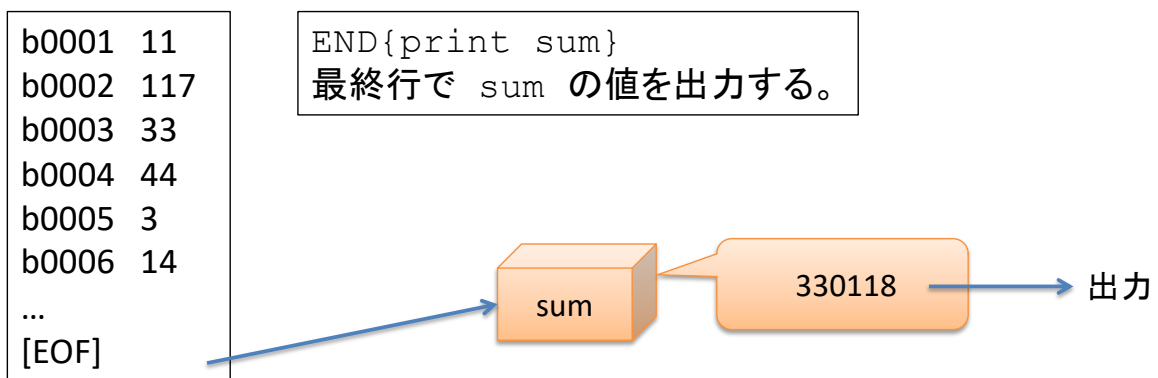 b0001 11
b0002 117
b0003 33
b0004 44
b0005 3
b0006 14
…
[EOF]
END{print sum}
最終行で sum の値を出力する。
sum
330118
出力